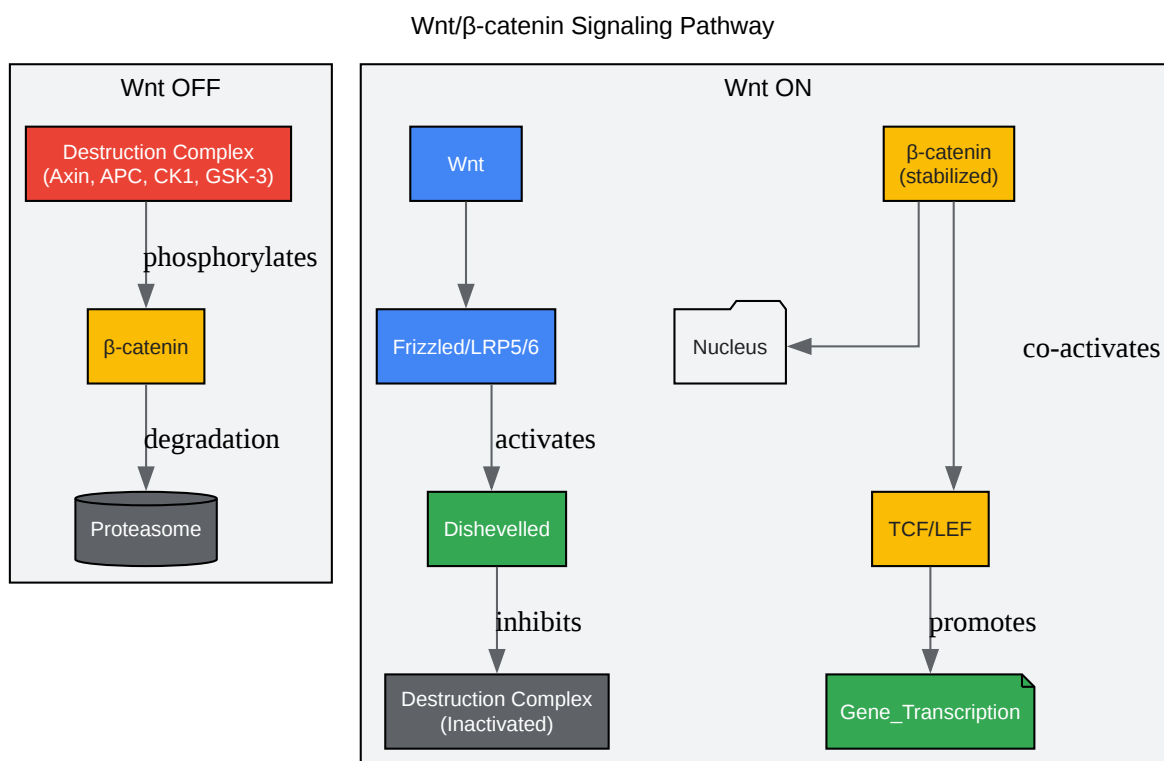 Wnt/β-catenin Signaling Pathway
Wnt OFF
Destruction Complex
(Axin, APC, CK1, GSK-3)
phosphorylates
β-catenin
degradation
Proteasome
Wnt ON
Wnt
Frizzled/LRP5/6
activates
Dishevelled
inhibits
Destruction Complex
(Inactivated)
β-catenin
(stabilized)
Nucleus
co-activates
TCF/LEF
promotes
Gene_Transcription